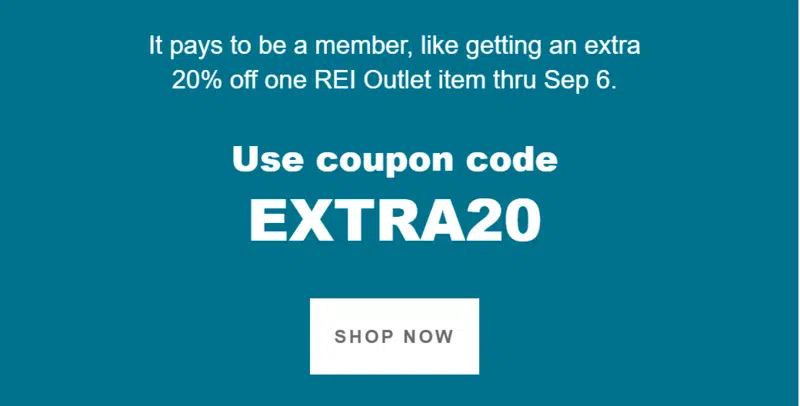 It pays to be a member, like getting an extra
20% off one REI Outlet item thru Sep 6.
Use coupon code
EXTRA20
SHOP NOW